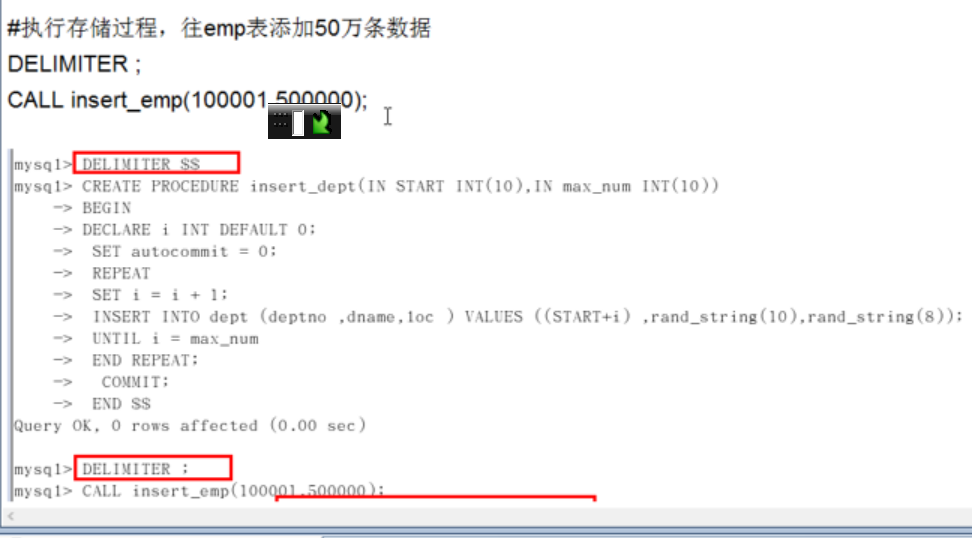 #执行存储过程，往emp表添加50万条数据
DELIMITER ;
CALL insert_emp(100001,500000);
mysql> DELIMITER $$
mysql> CREATE PROCEDURE insert_dept(IN START INT(10),IN max_num INT(10))
-> BEGIN
-> DECLARE i INT DEFAULT 0;
-> SET autocommit = 0;
-> REPEAT
-> SET i = i + 1;
-> INSERT INTO dept (deptno ,dname,loc ) VALUES ((START+i) ,rand_string(10),rand_string(8));
-> UNTIL i = max_num
-> END REPEAT;
-> COMMIT;
-> END $$
Query OK, 0 rows affected (0.00 sec)
mysql> DELIMITER ;
mysql> CALL insert_emp(100001,500000);